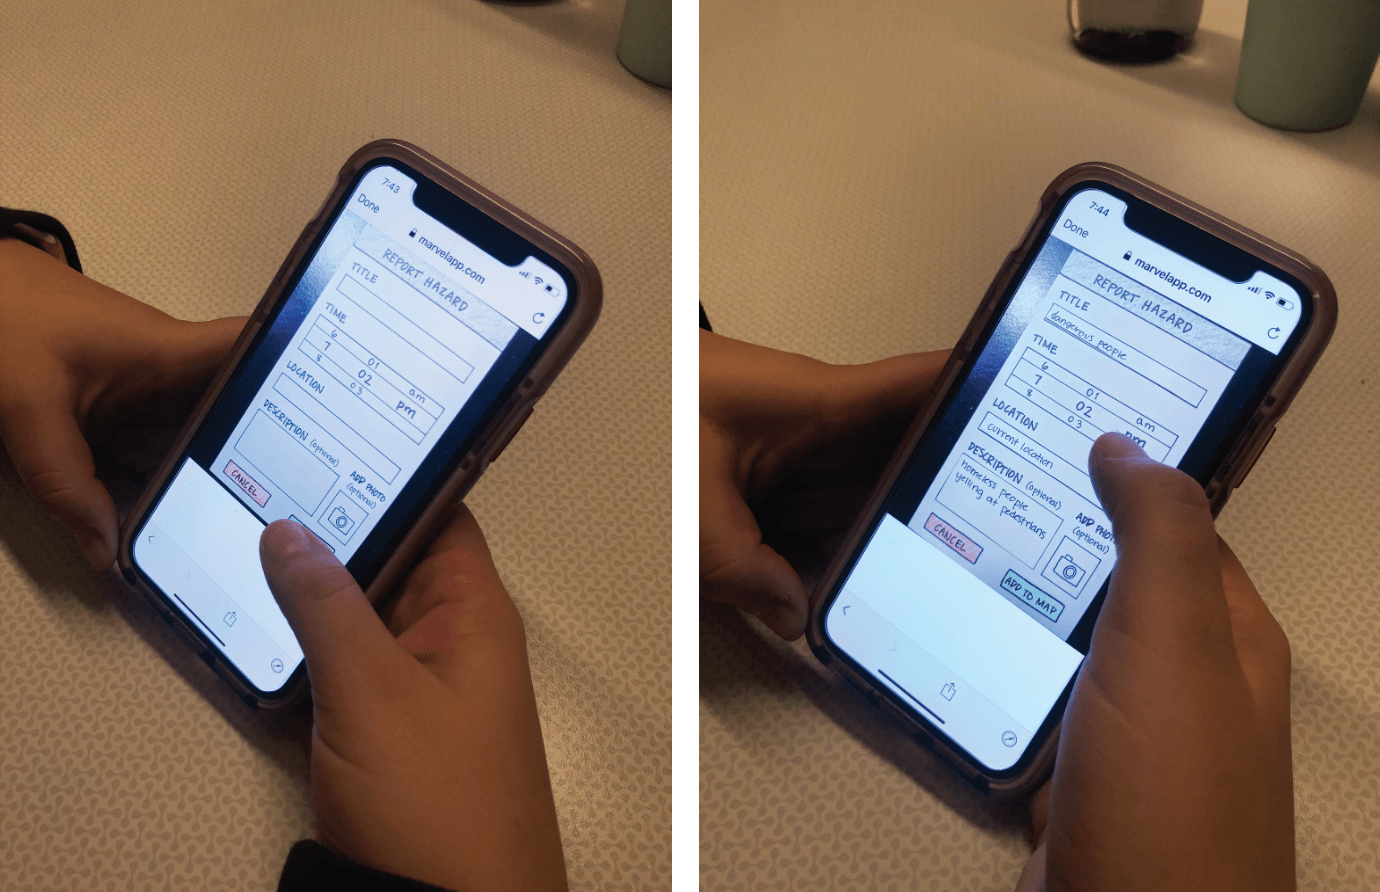 7:43
Done
marvelapp.com
REPORT HAZARD
TITLE
TIME
6 01 am
7 02 pm
8 03
LOCATION
DESCRIPTION (optional)
ADD PHOTO
(optional)
CANCEL
7:44
Done
marvelapp.com
REPORT HAZARD
TITLE
dangerous people
TIME
6 01 am
7 02 pm
8 03
LOCATION
current location
DESCRIPTION (optional)
homeless people
yelling at pedestrians
ADD
(optional)
CANCEL
ADD TO MAP